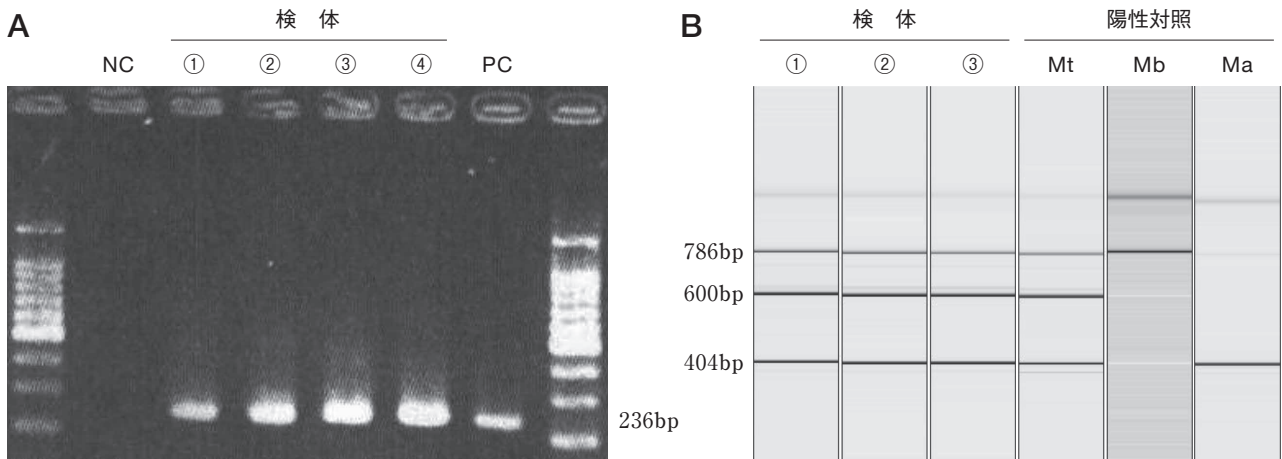 A
検 体
NC ① ② ③ ④ PC
236bp
B
検 体 陽性対照
① ② ③ Mt Mb Ma
786bp
600bp
404bp